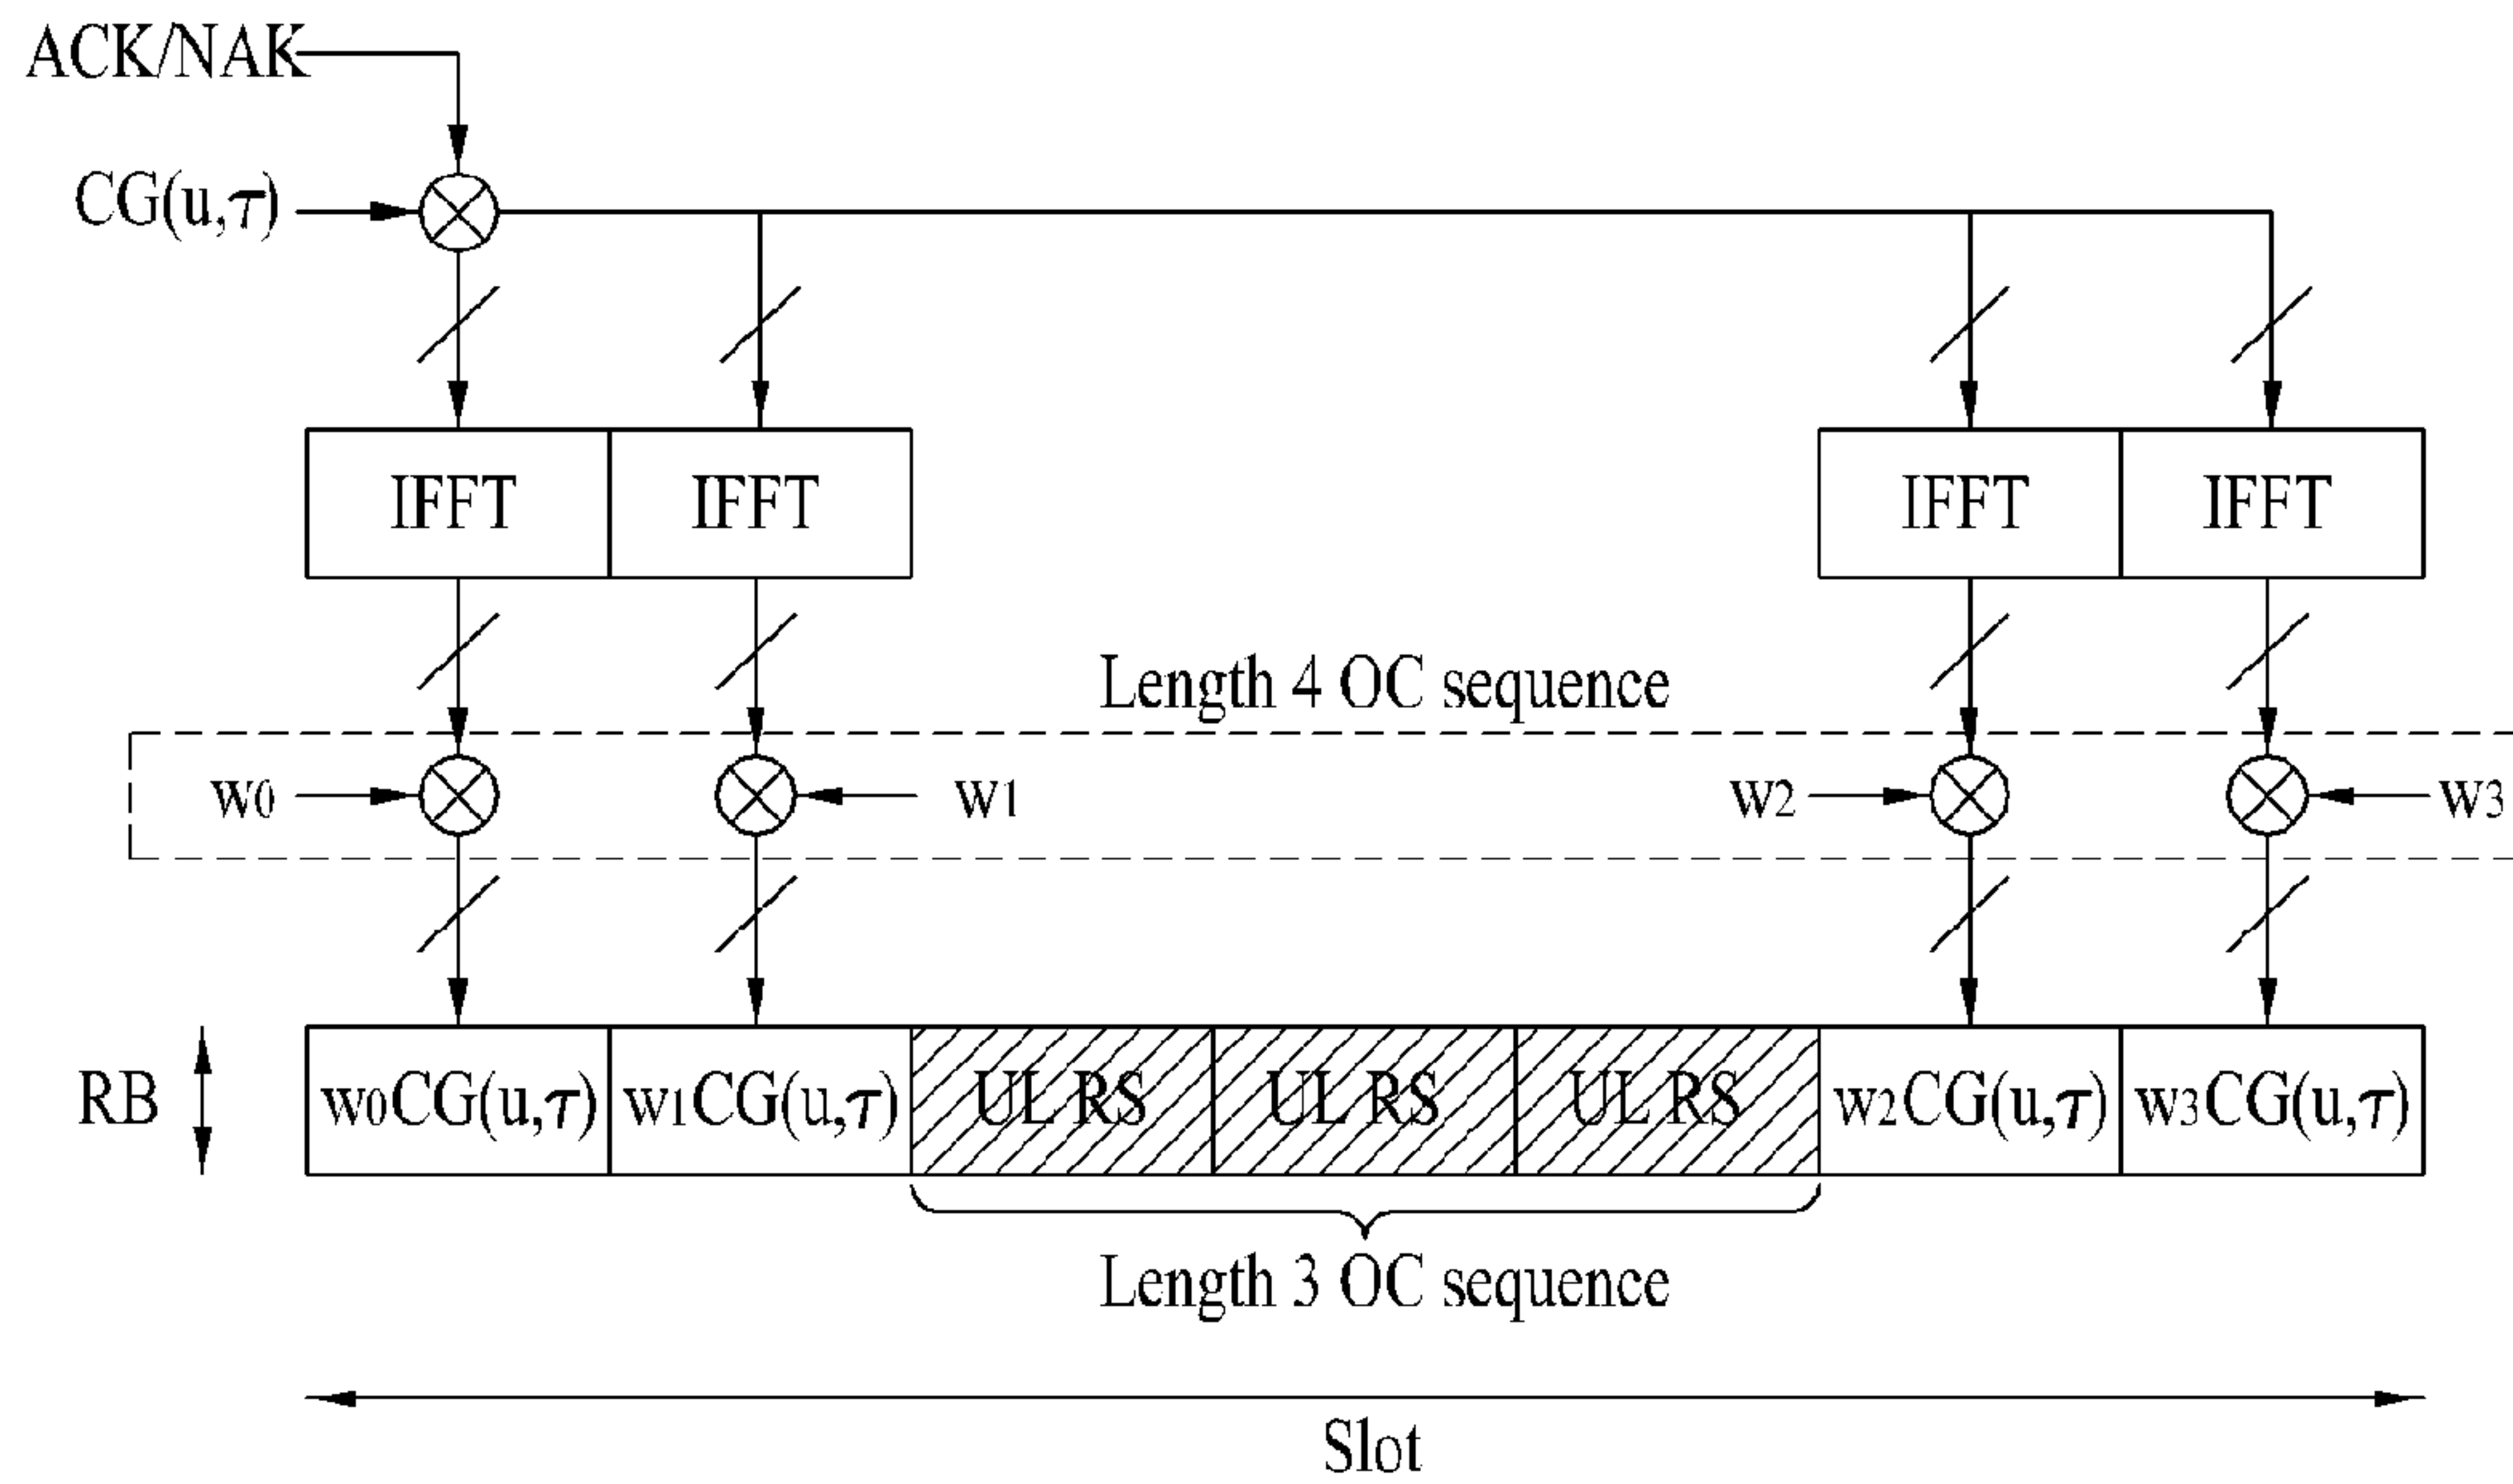 ACK/NAK
CG(u,τ)
IFFT IFFT IFFT IFFT
Length 4 OC sequence
w0 w1 w2 w3
RB w0CG(u,τ) w1CG(u,τ) UL RS UL RS UL RS w2CG(u,τ) w3CG(u,τ)
Length 3 OC sequence
Slot